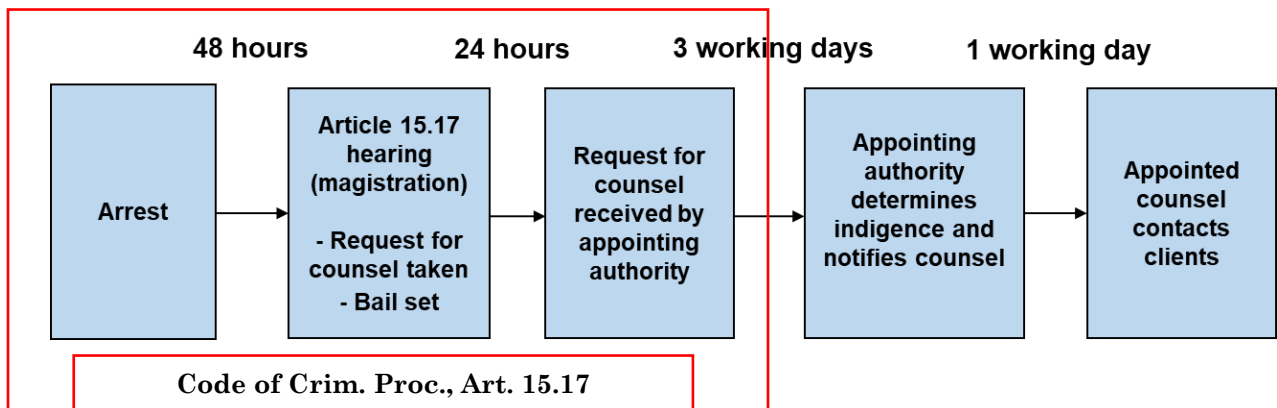 48 hours
24 hours
3 working days
1 working day
Arrest
Article 15.17
hearing
(magistration)
- Request for
counsel taken
- Bail set
Request for
counsel
received by
appointing
authority
Appointing
authority
determines
indigence and
notifies counsel
Appointed
counsel
contacts
clients
Code of Crim. Proc., Art. 15.17